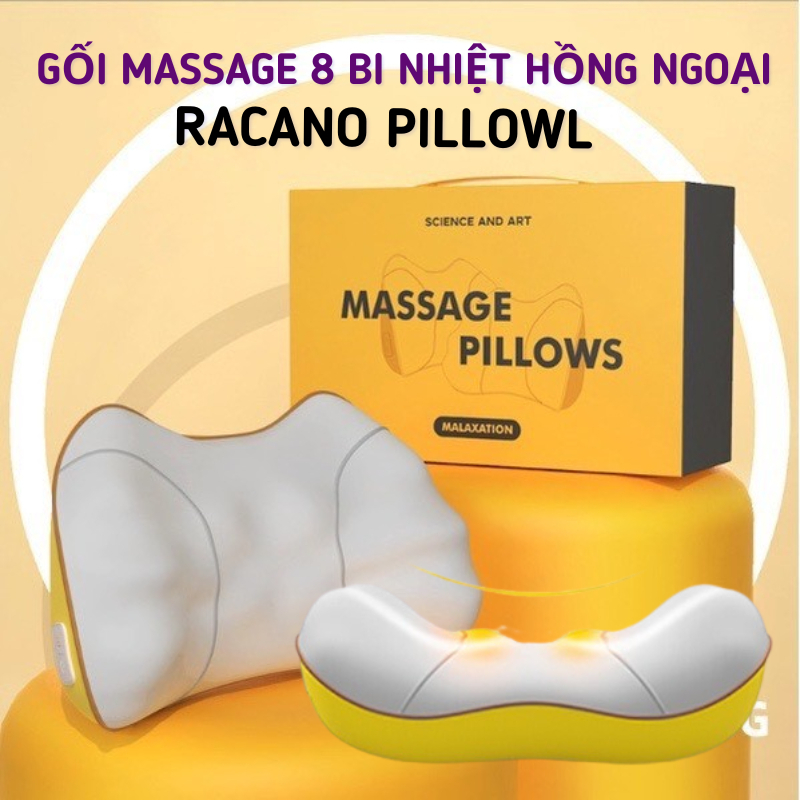 GỐI MASSAGE 8 BI NHIỆT HỒNG NGOẠI
RACANO PILLOWL
SCIENCE AND ART
MASSAGE
PILLOWS
MALAXATION
G